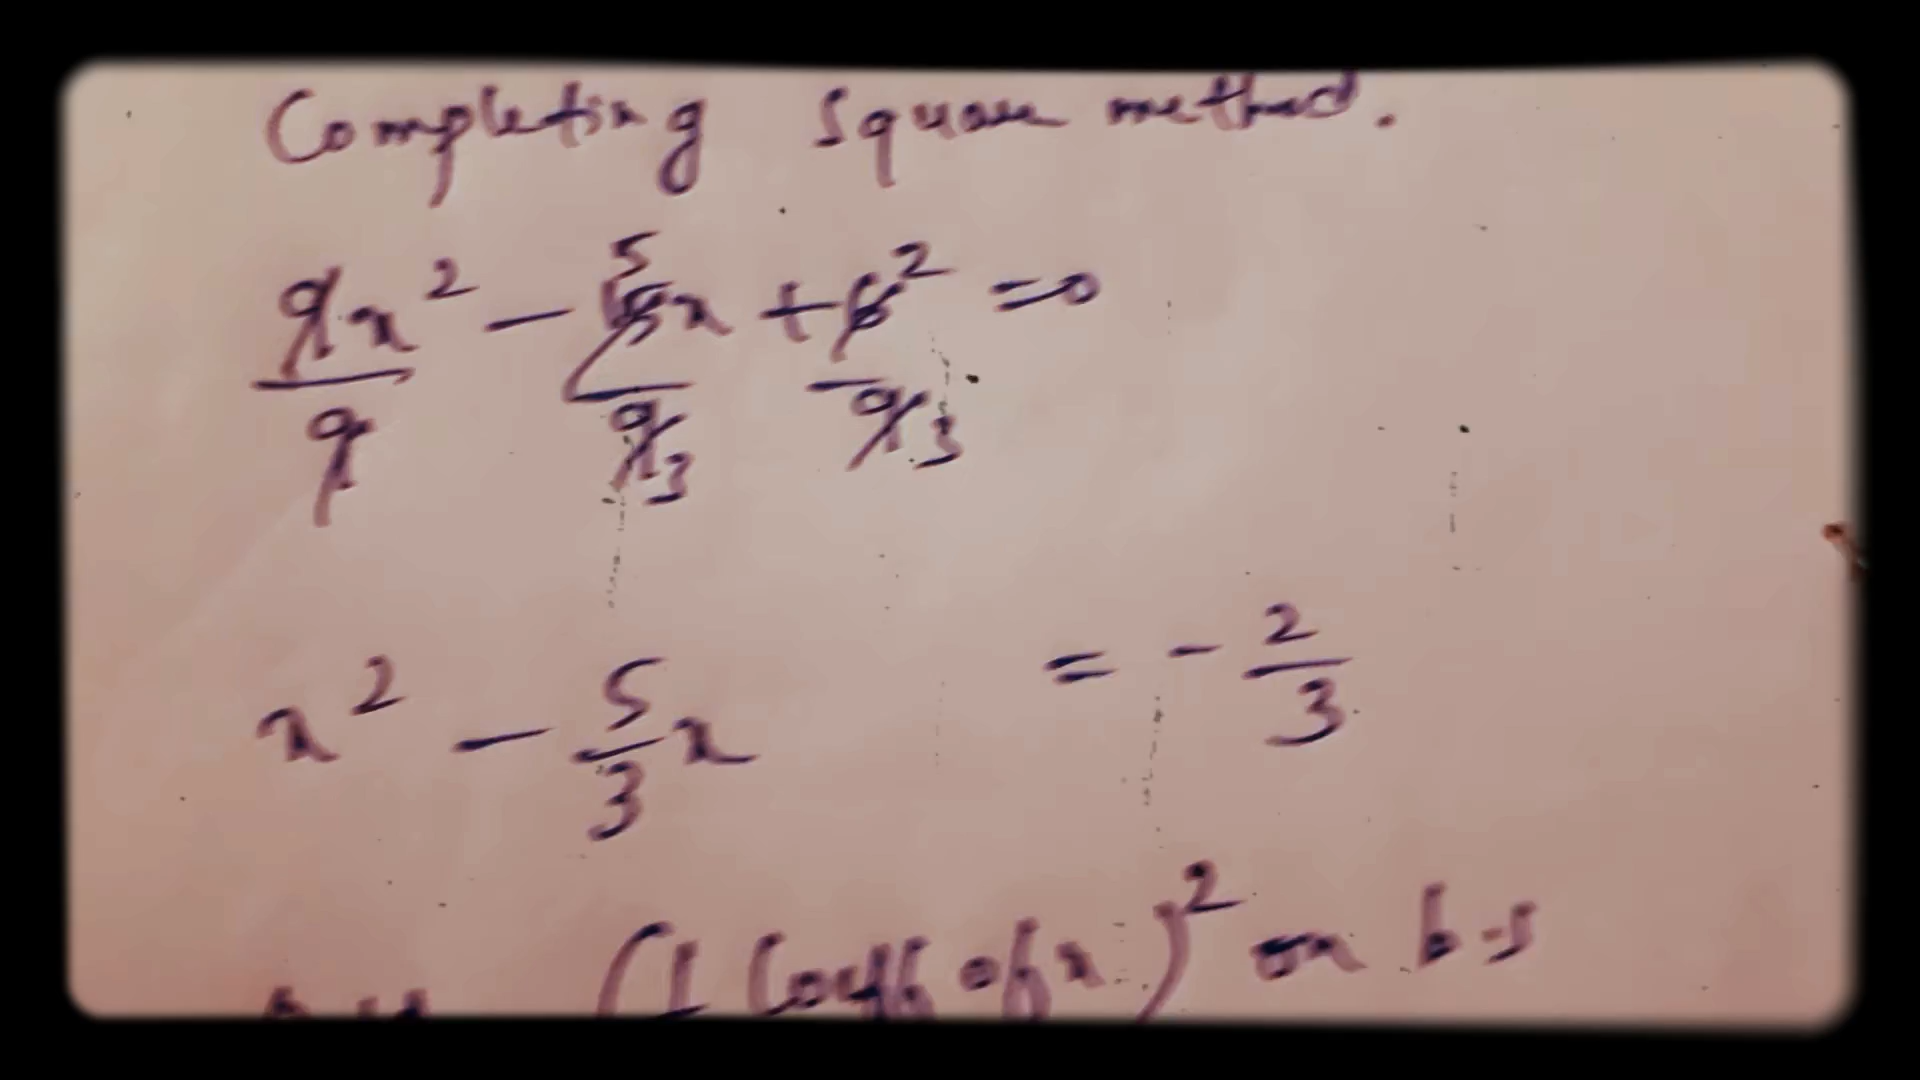 Completing Square method.
9x²/9 - 15x/9 + 6/9 = 0
5 3 2 3
x² - 5/3 x = - 2/3
(1 Coeff of x)² on b.s